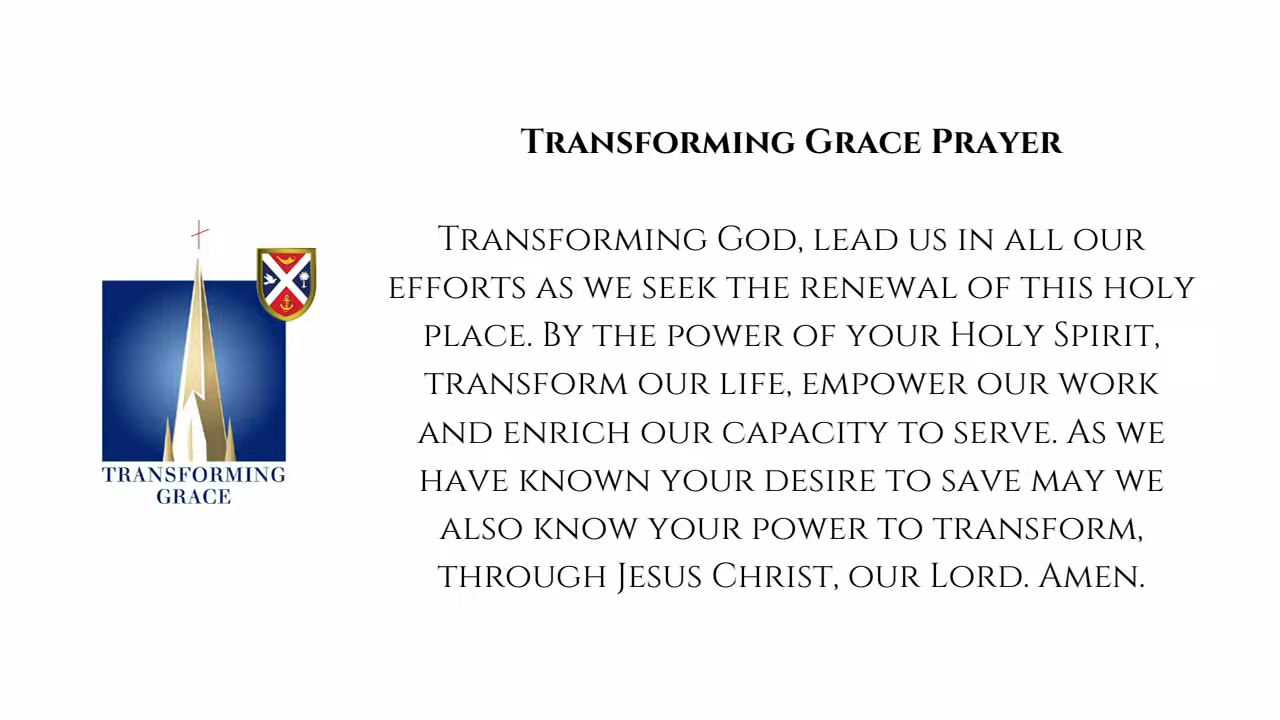 Transforming Grace Prayer
Transforming God, lead us in all our
efforts as we seek the renewal of this holy
place. By the power of your Holy Spirit,
transform our life, empower our work
and enrich our capacity to serve. As we
have known your desire to save may we
also know your power to transform,
through Jesus Christ, our Lord. Amen.
TRANSFORMING
GRACE